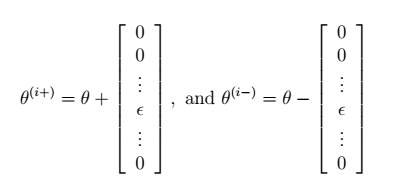 θ^{(i+)} = θ + [0 0 ⋮ ϵ ⋮ 0], and θ^{(i−)} = θ − [0 0 ⋮ ϵ ⋮ 0]